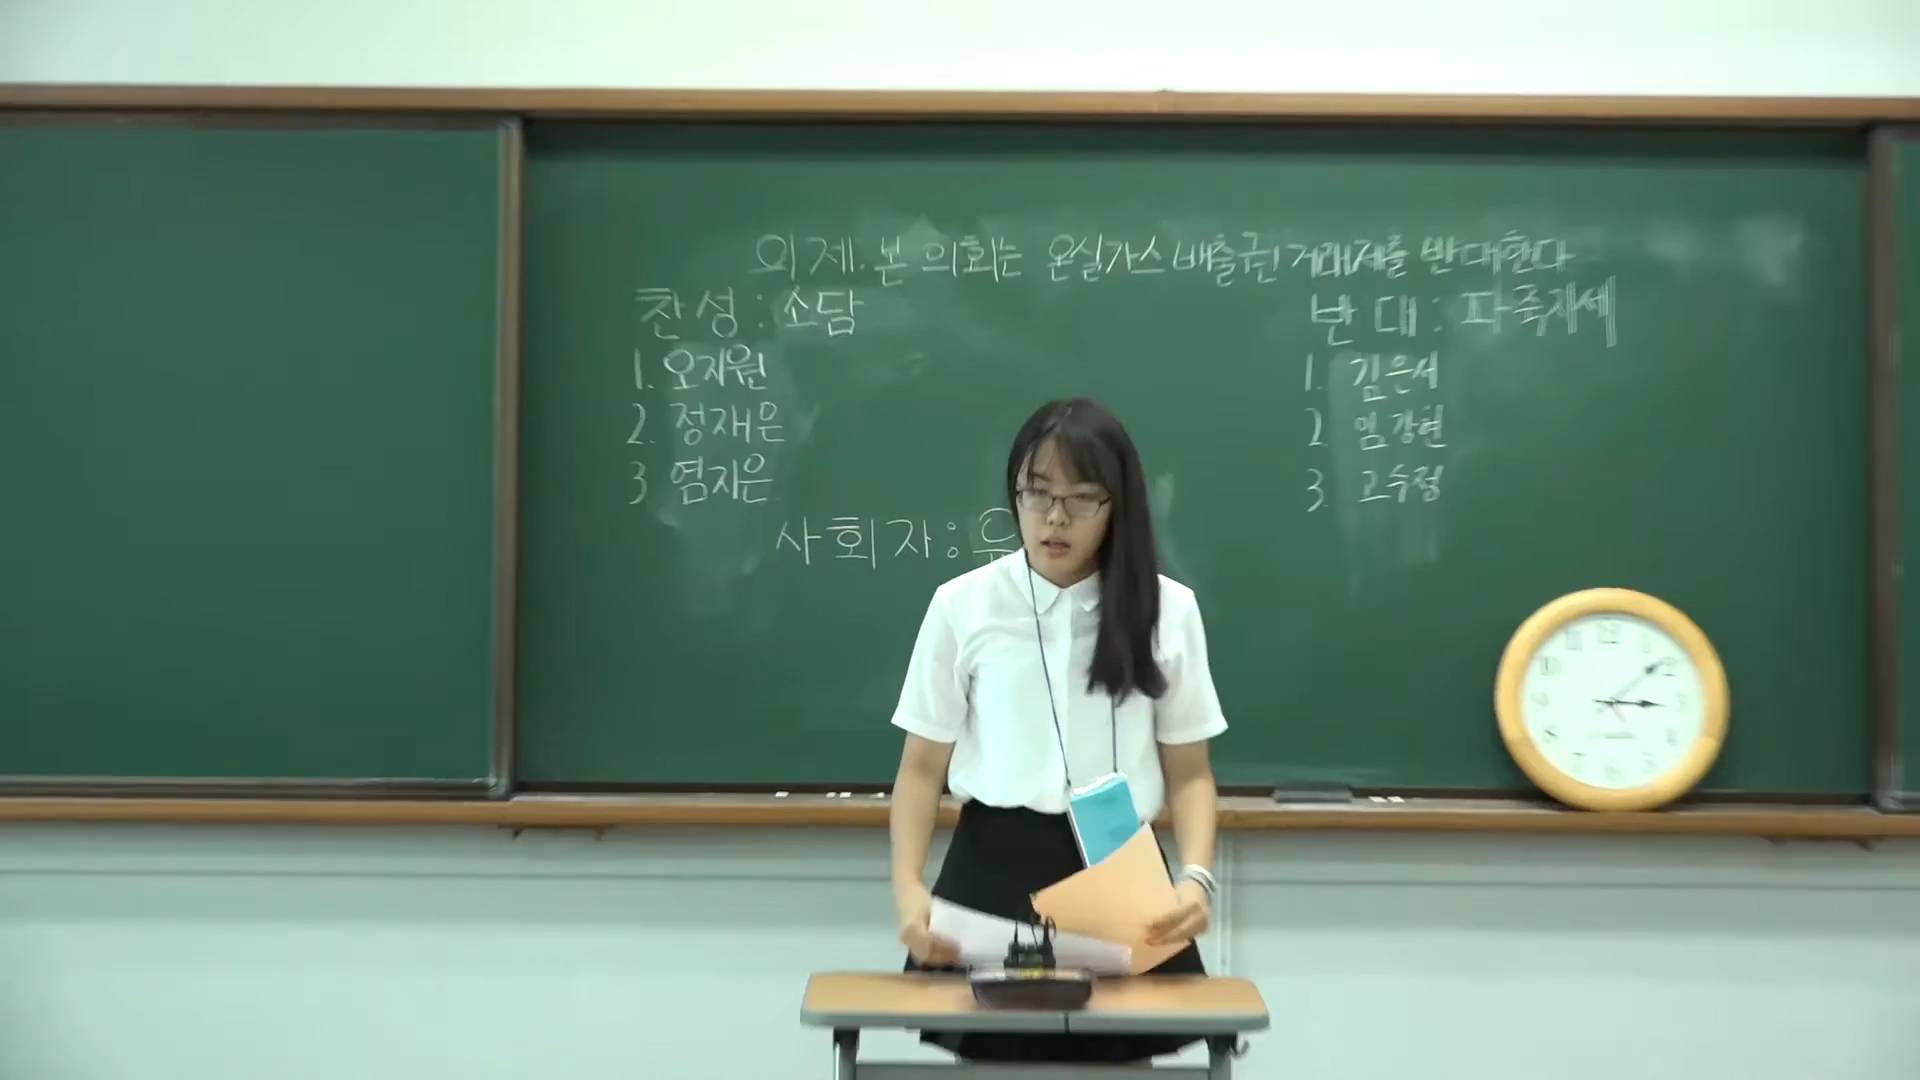 의제. 본 의회는 온실가스 배출권 거래제를 반대한다
찬성 : 소담
반대 : 파죽지세
1. 오지원
2. 정재은
3. 염지은
1. 김은서
2. 임강현
3. 고수정
사회자 :